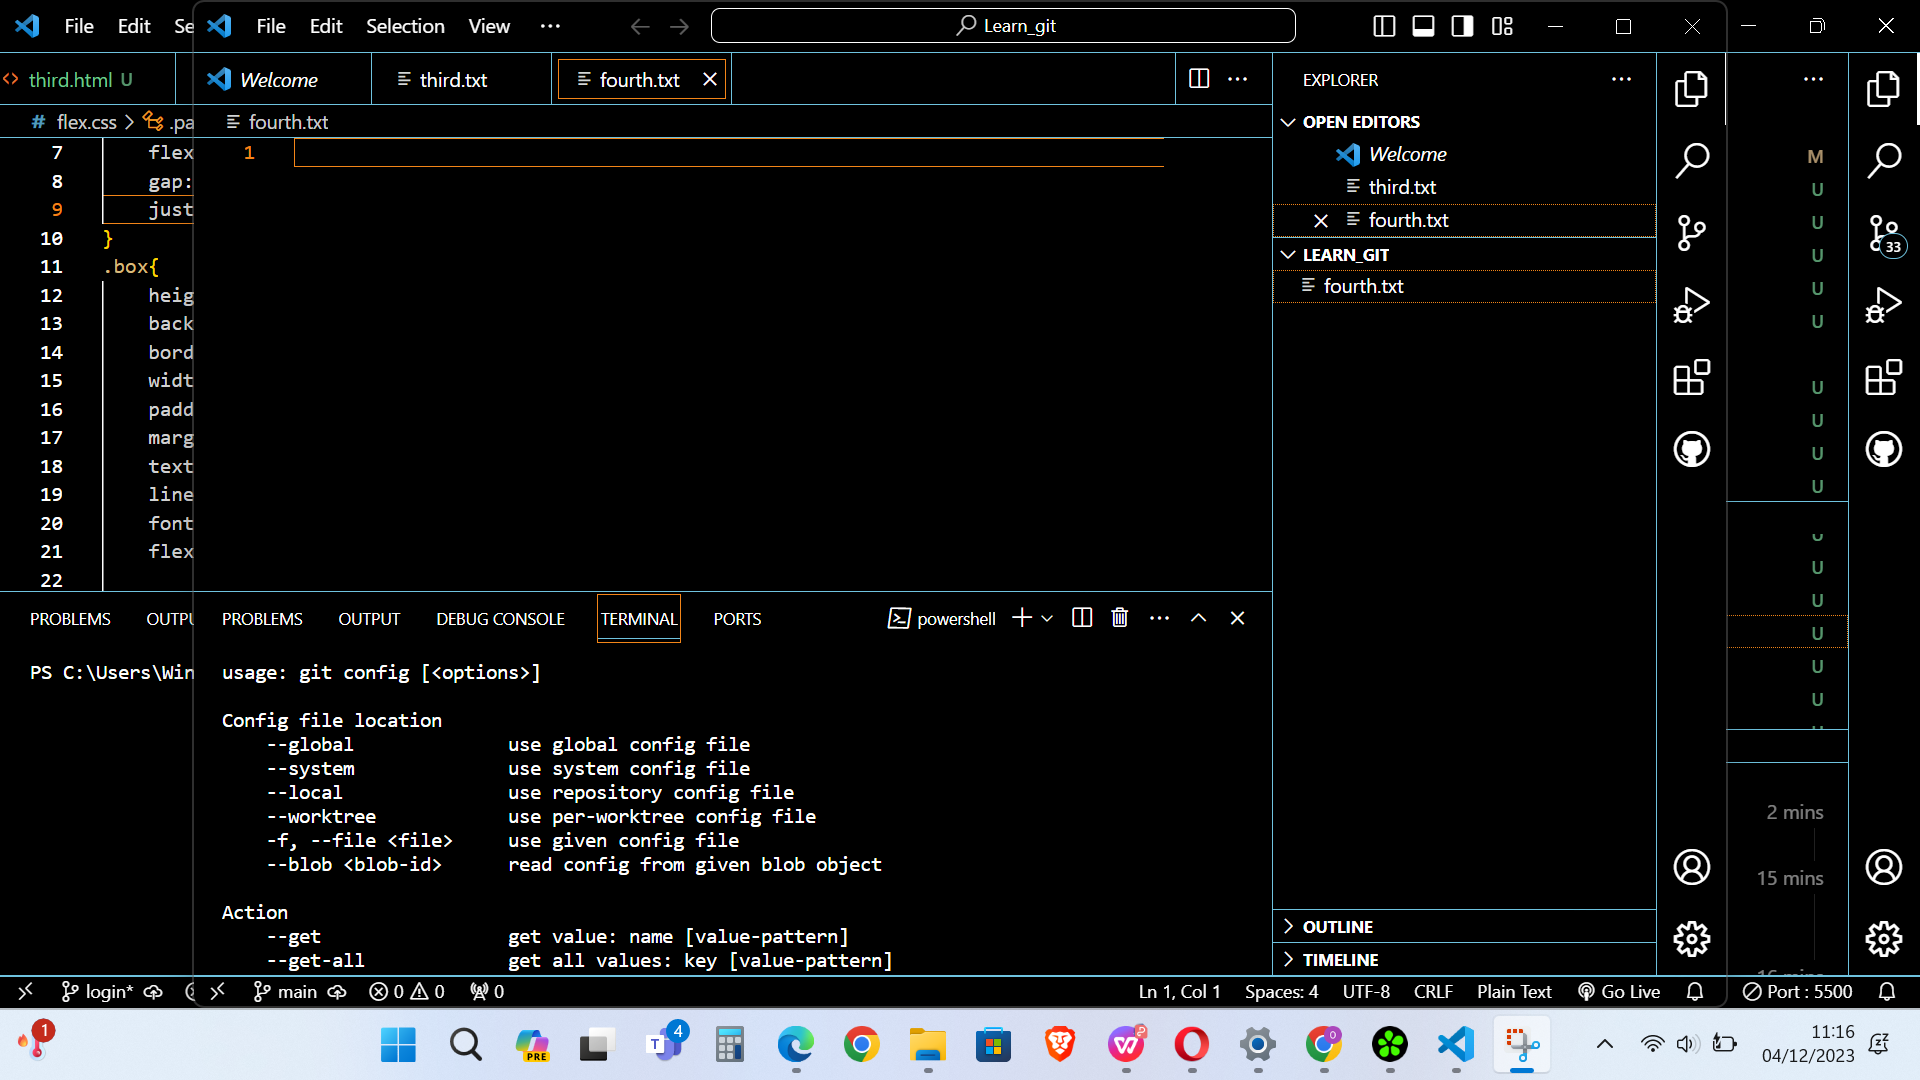 File Edit Se
File Edit Selection View
Learn_git
third.html U
Welcome
third.txt
fourth.txt
EXPLORER
# flex.css > .pa
fourth.txt
OPEN EDITORS
Welcome
third.txt
fourth.txt
LEARN_GIT
fourth.txt
7 flex
8 gap:
9 just
10 }
11 .box{
12 heig
13 back
14 bord
15 widt
16 padd
17 marg
18 text
19 line
20 font
21 flex
22
1
M
U
U
U
U
U
33
U
U
U
U
U
U
U
U
U
U
PROBLEMS OUTPU
PROBLEMS OUTPUT DEBUG CONSOLE TERMINAL PORTS
powershell
PS C:\Users\Win
usage: git config [<options>]
Config file location
--global use global config file
--system use system config file
--local use repository config file
--worktree use per-worktree config file
-f, --file <file> use given config file
--blob <blob-id> read config from given blob object
Action
--get get value: name [value-pattern]
--get-all get all values: key [value-pattern]
2 mins
15 mins
OUTLINE
TIMELINE
login*
main 0 0 0
Ln 1, Col 1 Spaces: 4 UTF-8 CRLF Plain Text Go Live
Port : 5500
1
PRE
T
4
11:16
04/12/2023